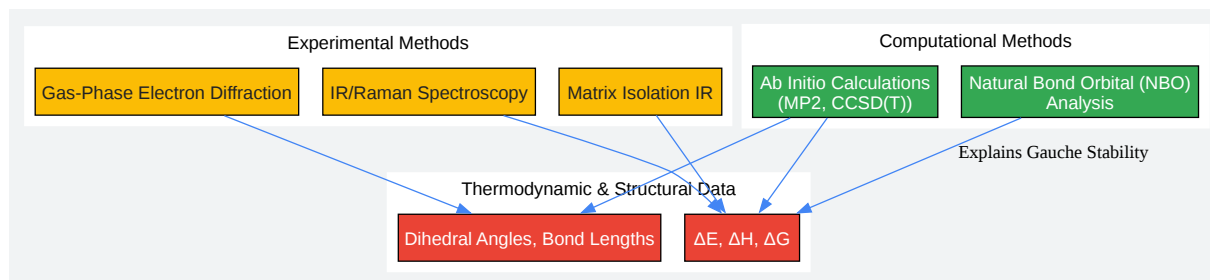 Experimental Methods
Computational Methods
Gas-Phase Electron Diffraction
IR/Raman Spectroscopy
Matrix Isolation IR
Ab Initio Calculations
(MP2, CCSD(T))
Natural Bond Orbital (NBO)
Analysis
Explains Gauche Stability
Thermodynamic & Structural Data
Dihedral Angles, Bond Lengths
ΔE, ΔH, ΔG